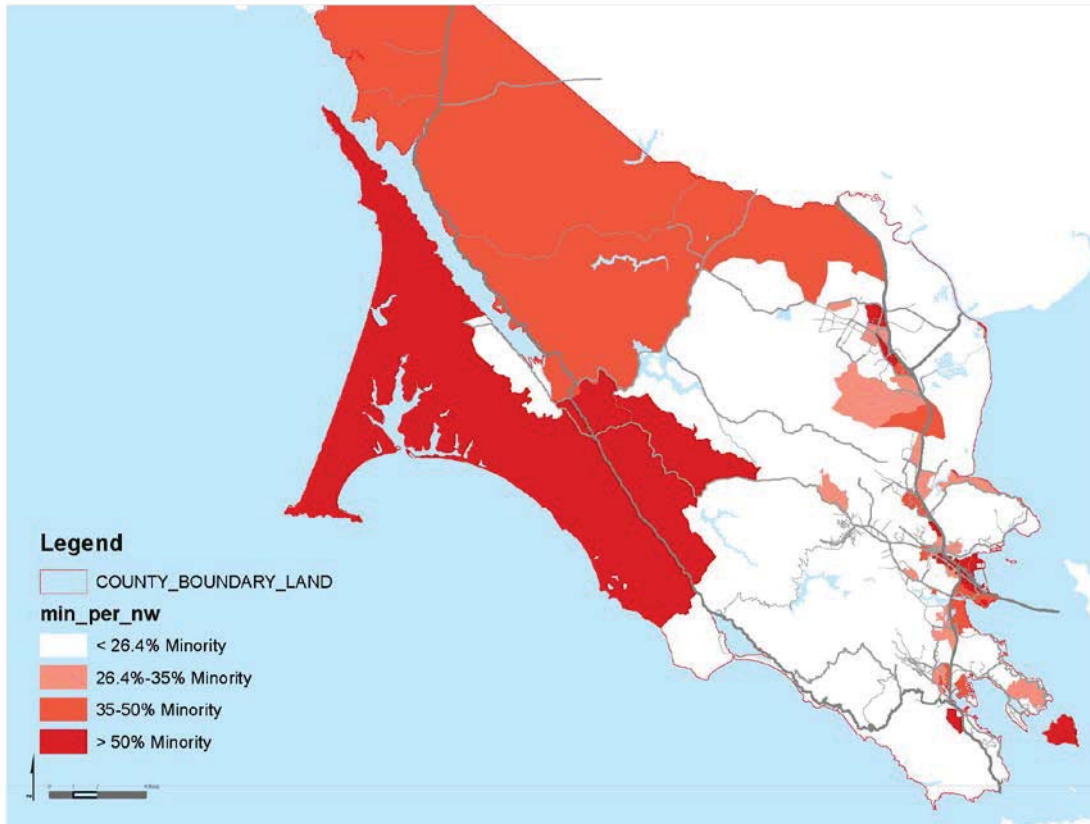 Legend
COUNTY_BOUNDARY_LAND
min_per_nw
< 26.4% Minority
26.4%-35% Minority
35-50% Minority
> 50% Minority